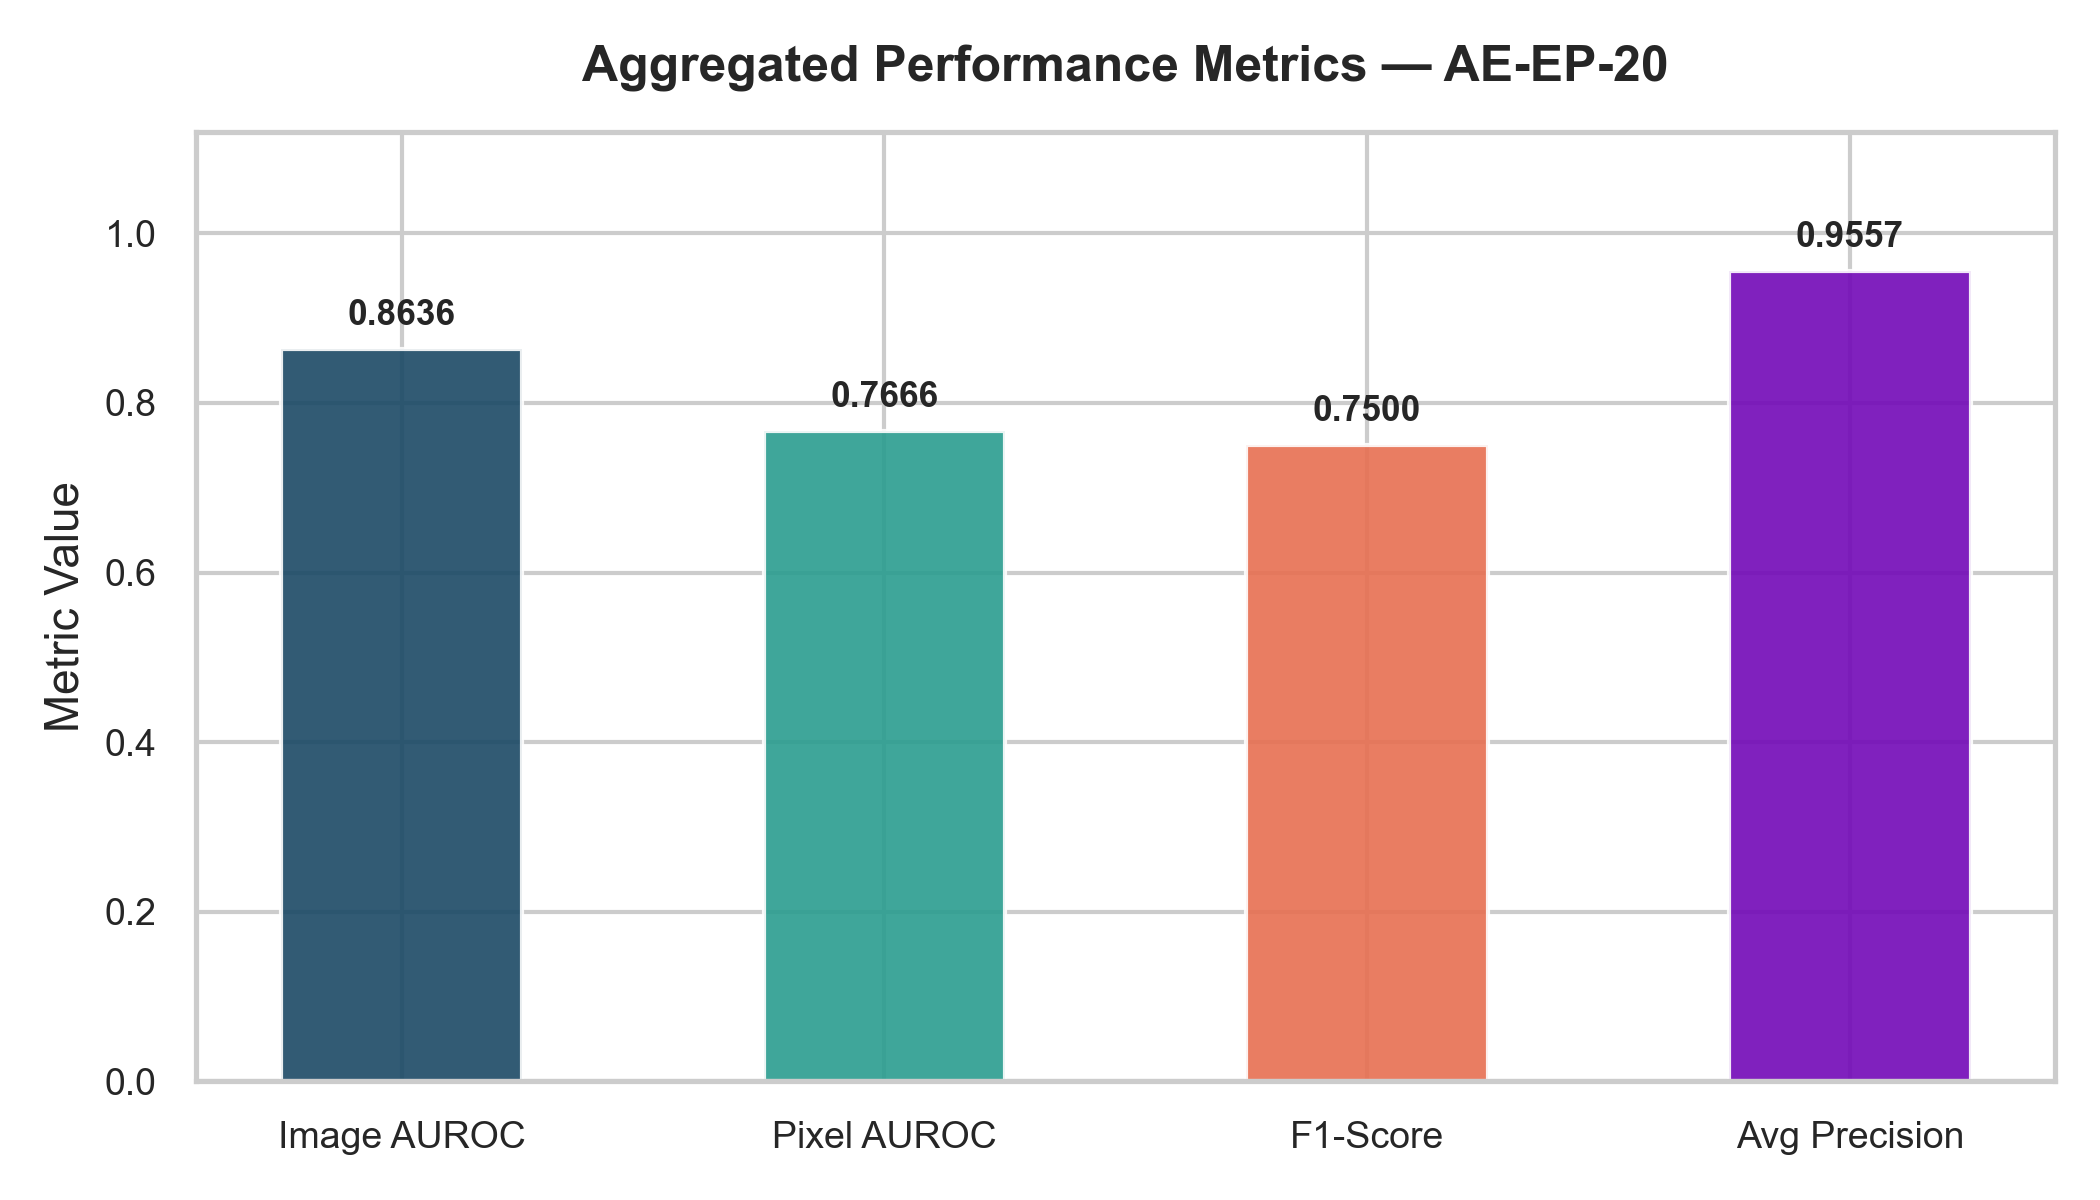 Aggregated Performance Metrics — AE-EP-20
Metric Value
1.0
0.8
0.6
0.4
0.2
0.0
0.8636
0.7666
0.7500
0.9557
Image AUROC
Pixel AUROC
F1-Score
Avg Precision